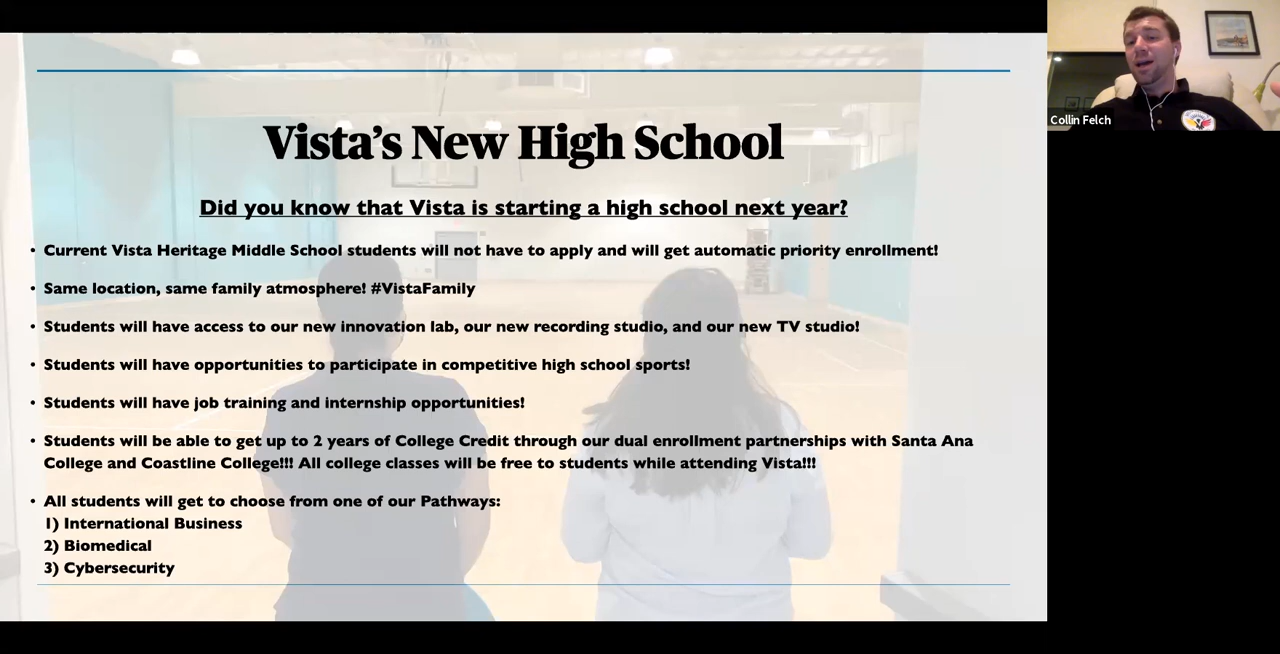 Vista's New High School
Did you know that Vista is starting a high school next year?
• Current Vista Heritage Middle School students will not have to apply and will get automatic priority enrollment!
• Same location, same family atmosphere! #VistaFamily
• Students will have access to our new innovation lab, our new recording studio, and our new TV studio!
• Students will have opportunities to participate in competitive high school sports!
• Students will have job training and internship opportunities!
• Students will be able to get up to 2 years of College Credit through our dual enrollment partnerships with Santa Ana
College and Coastline College!!! All college classes will be free to students while attending Vista!!!
• All students will get to choose from one of our Pathways:
1) International Business
2) Biomedical
3) Cybersecurity
Collin Felch